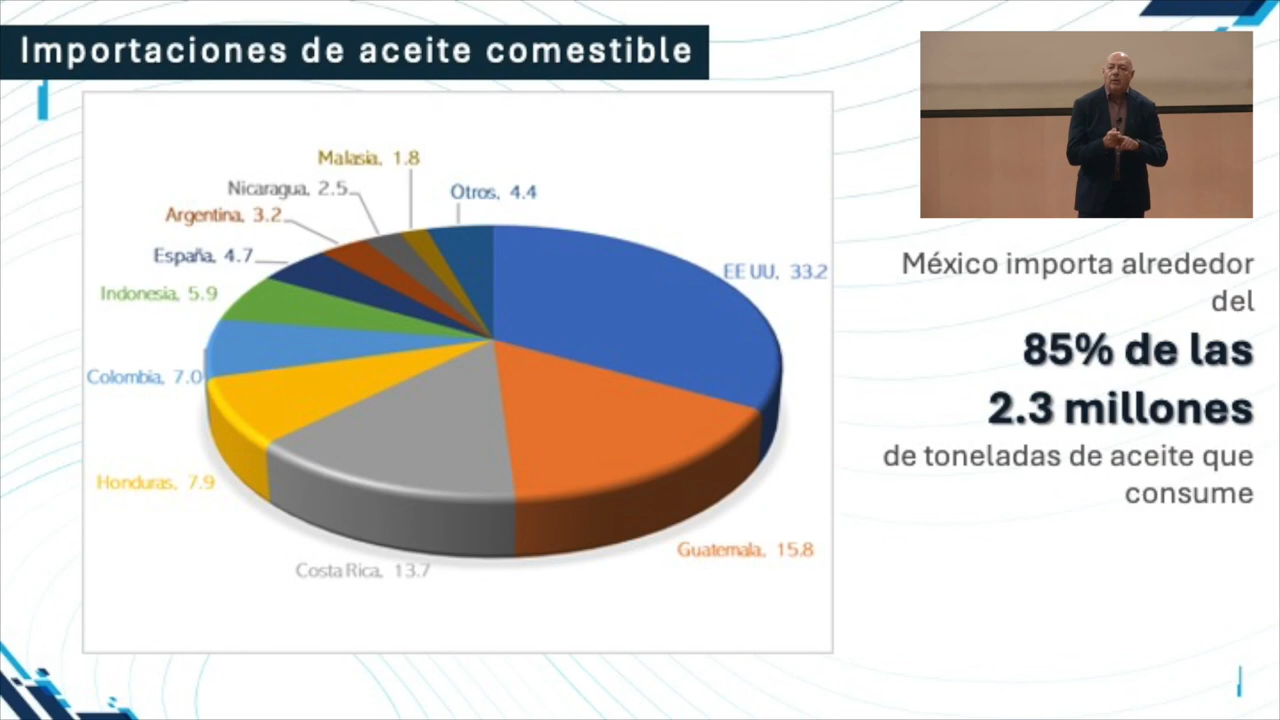 Importaciones de aceite comestible
Malasia, 1.8
Nicaragua, 2.5
Otros, 4.4
Argentina, 3.2
España, 4.7
EE UU, 33.2
Indonesia, 5.9
Colombia, 7.0
Honduras, 7.9
Guatemala, 15.8
Costa Rica, 13.7
México importa alrededor
del
85% de las
2.3 millones
de toneladas de aceite que
consume